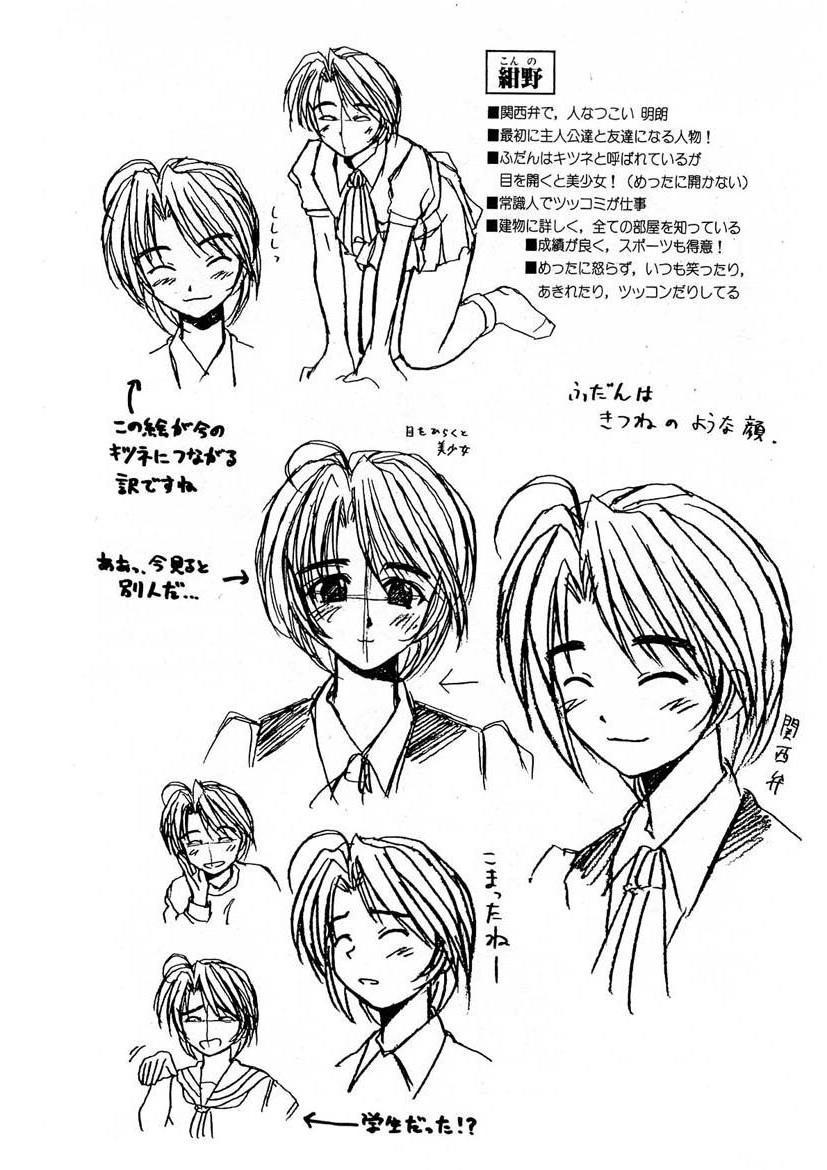 こんの
紺野
■関西弁で，人なつこい 明朗
■最初に主人公達と友達になる人物！
■ふだんはキツネと呼ばれているが
目を開くと美少女！（めったに開かない）
■常識人でツッコミが仕事
■建物に詳しく，全ての部屋を知っている
■成績が良く，スポーツも得意！
■めったに怒らず，いつも笑ったり，
あきれたり，ツッコンだりしてる
ししし っ
↑
この絵が今の
キツネにつながる
訳ですね
ふだんは
きつねの ような顔．
目をひらくと
美少女
ああっ、今見ると
別人だ… →
←
関西弁
こまったねー
←学生だった!?